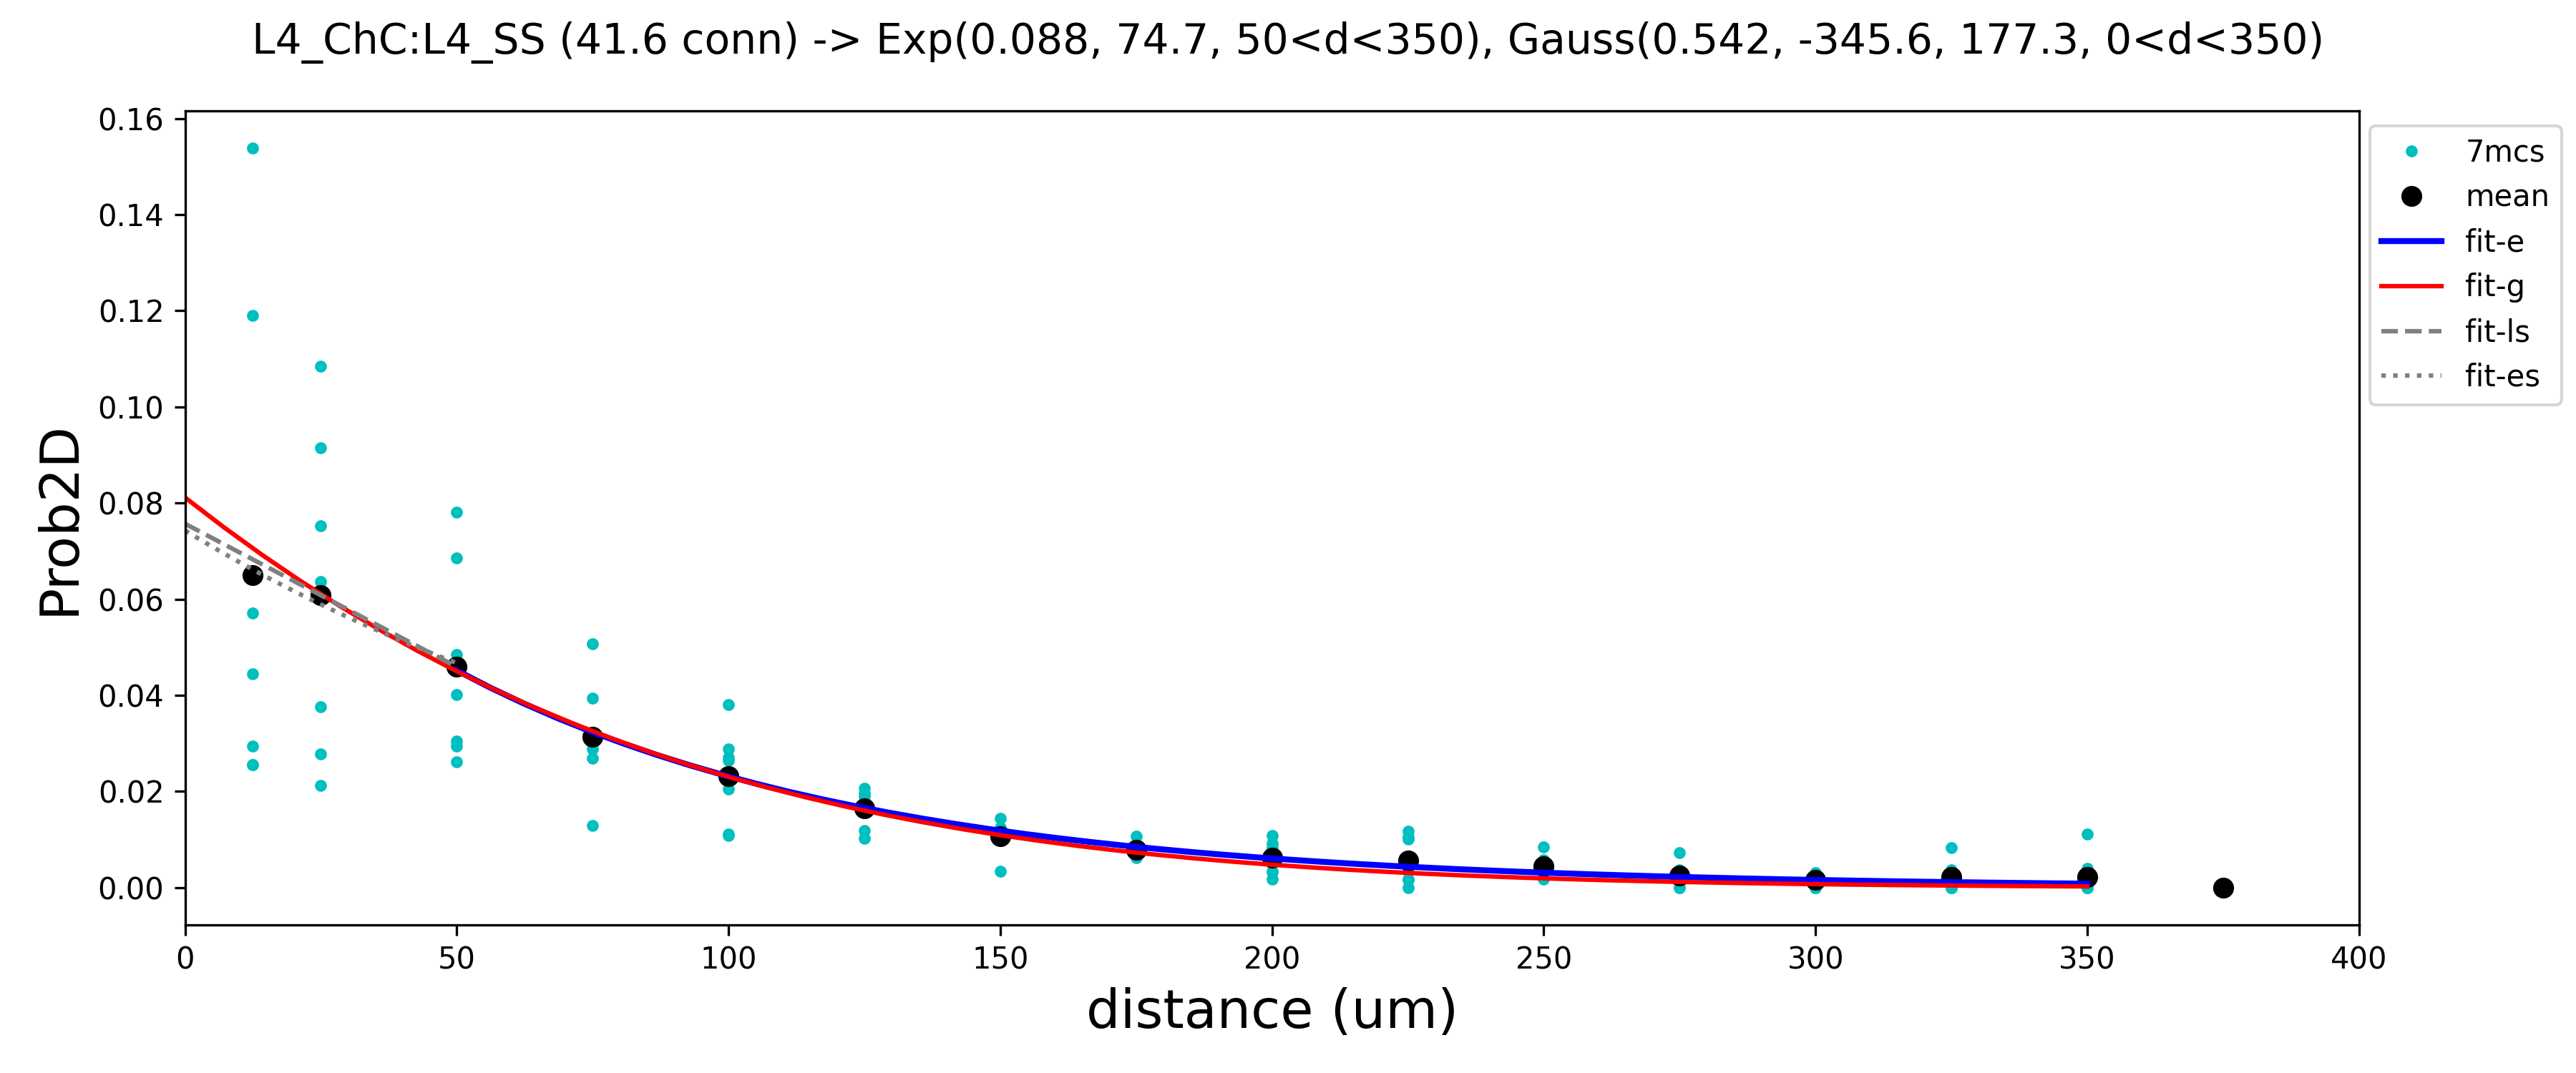 L4_ChC:L4_SS (41.6 conn) -> Exp(0.088, 74.7, 50<d<350), Gauss(0.542, -345.6, 177.3, 0<d<350)
0.16
0.14
0.12
0.10
0.08
0.06
0.04
0.02
0.00
Prob2D
0 50 100 150 200 250 300 350 400
distance (um)
7mcs
mean
fit-e
fit-g
fit-ls
fit-es